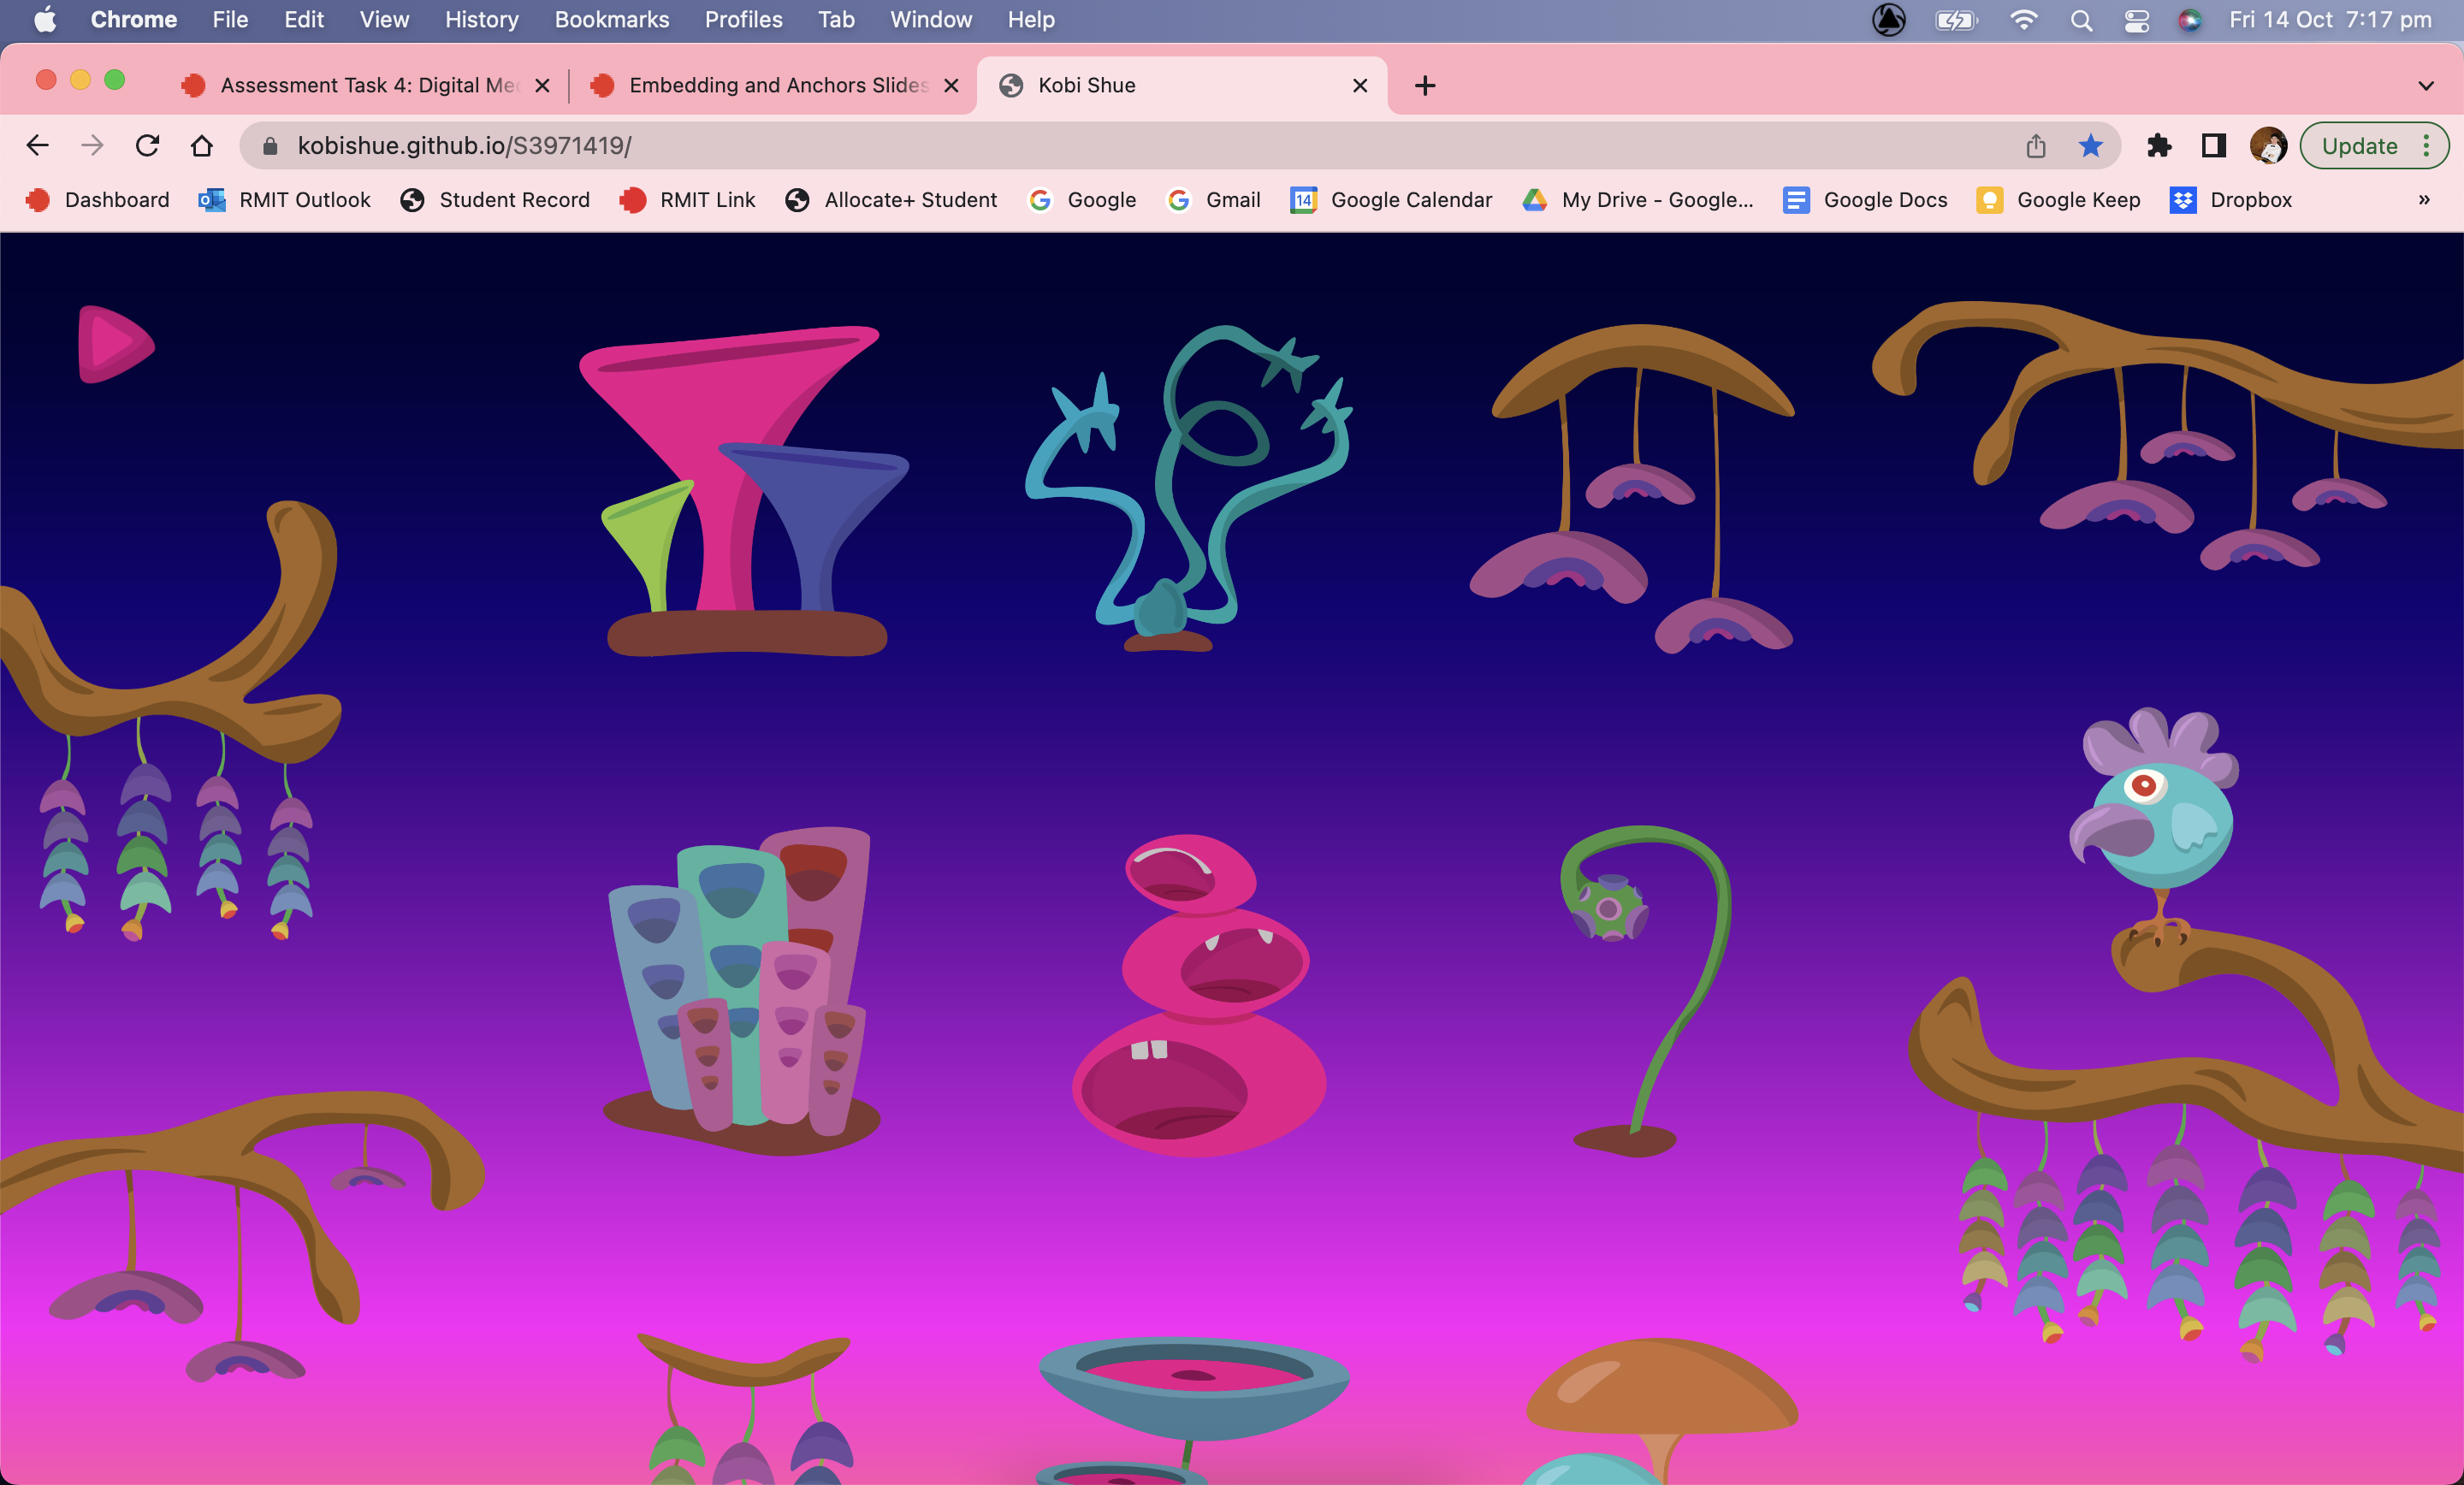 Chrome File Edit View History Bookmarks Profiles Tab Window Help Fri 14 Oct 7:17 pm
Assessment Task 4: Digital Me Embedding and Anchors Slides Kobi Shue
kobishue.github.io/S3971419/ Update
Dashboard RMIT Outlook Student Record RMIT Link Allocate+ Student Google Gmail 14 Google Calendar My Drive - Google... Google Docs Google Keep Dropbox »